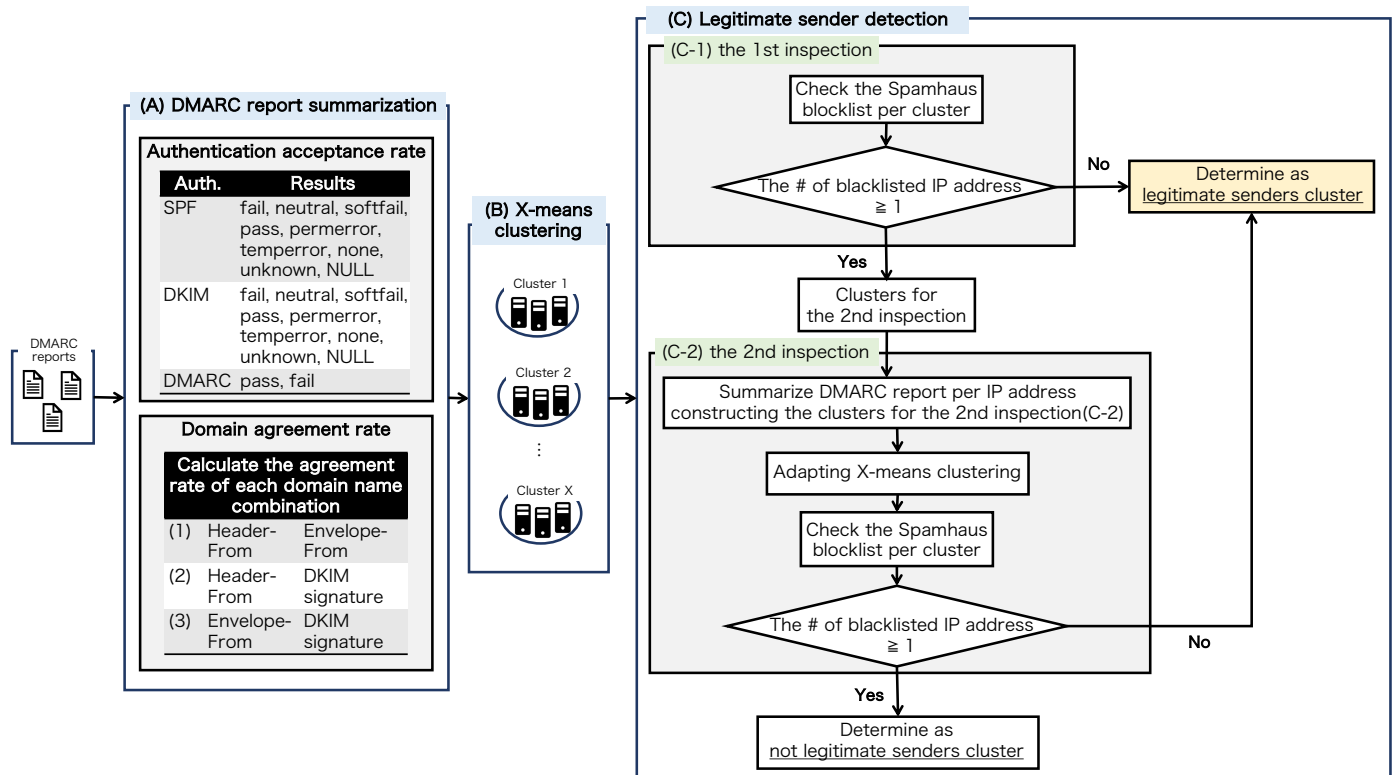 DMARC
reports
(A) DMARC report summarization
Authentication acceptance rate
Auth. Results
SPF fail, neutral, softfail,
pass, permerror,
temperror, none,
unknown, NULL
DKIM fail, neutral, softfail,
pass, permerror,
temperror, none,
unknown, NULL
DMARC pass, fail
Domain agreement rate
Calculate the agreement
rate of each domain name
combination
(1) Header- Envelope-
From From
(2) Header- DKIM
From signature
(3) Envelope- DKIM
From signature
(B) X-means
clustering
Cluster 1
Cluster 2
⋮
Cluster X
(C) Legitimate sender detection
(C-1) the 1st inspection
Check the Spamhaus
blocklist per cluster
The # of blacklisted IP address
≧ 1
No
Determine as
legitimate senders cluster
Yes
Clusters for
the 2nd inspection
(C-2) the 2nd inspection
Summarize DMARC report per IP address
constructing the clusters for the 2nd inspection(C-2)
Adapting X-means clustering
Check the Spamhaus
blocklist per cluster
The # of blacklisted IP address
≧ 1
No
Yes
Determine as
not legitimate senders cluster